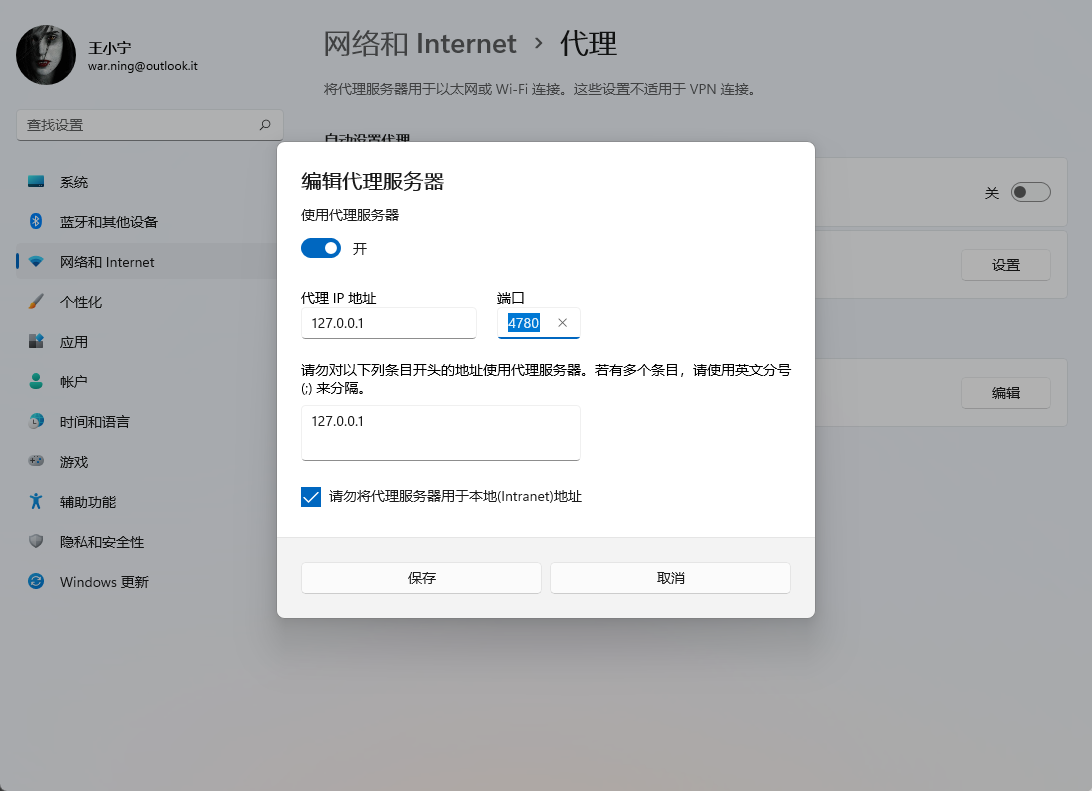 王小宁
war.ning@outlook.it
查找设置
系统
蓝牙和其他设备
网络和 Internet
个性化
应用
帐户
时间和语言
游戏
辅助功能
隐私和安全性
Windows 更新
网络和 Internet › 代理
将代理服务器用于以太网或 Wi-Fi 连接。这些设置不适用于 VPN 连接。
自动设置代理
关
设置
编辑
编辑代理服务器
使用代理服务器
开
代理 IP 地址 端口
127.0.0.1 4780
请勿对以下列条目开头的地址使用代理服务器。若有多个条目，请使用英文分号
(;) 来分隔。
127.0.0.1
请勿将代理服务器用于本地(Intranet)地址
保存 取消